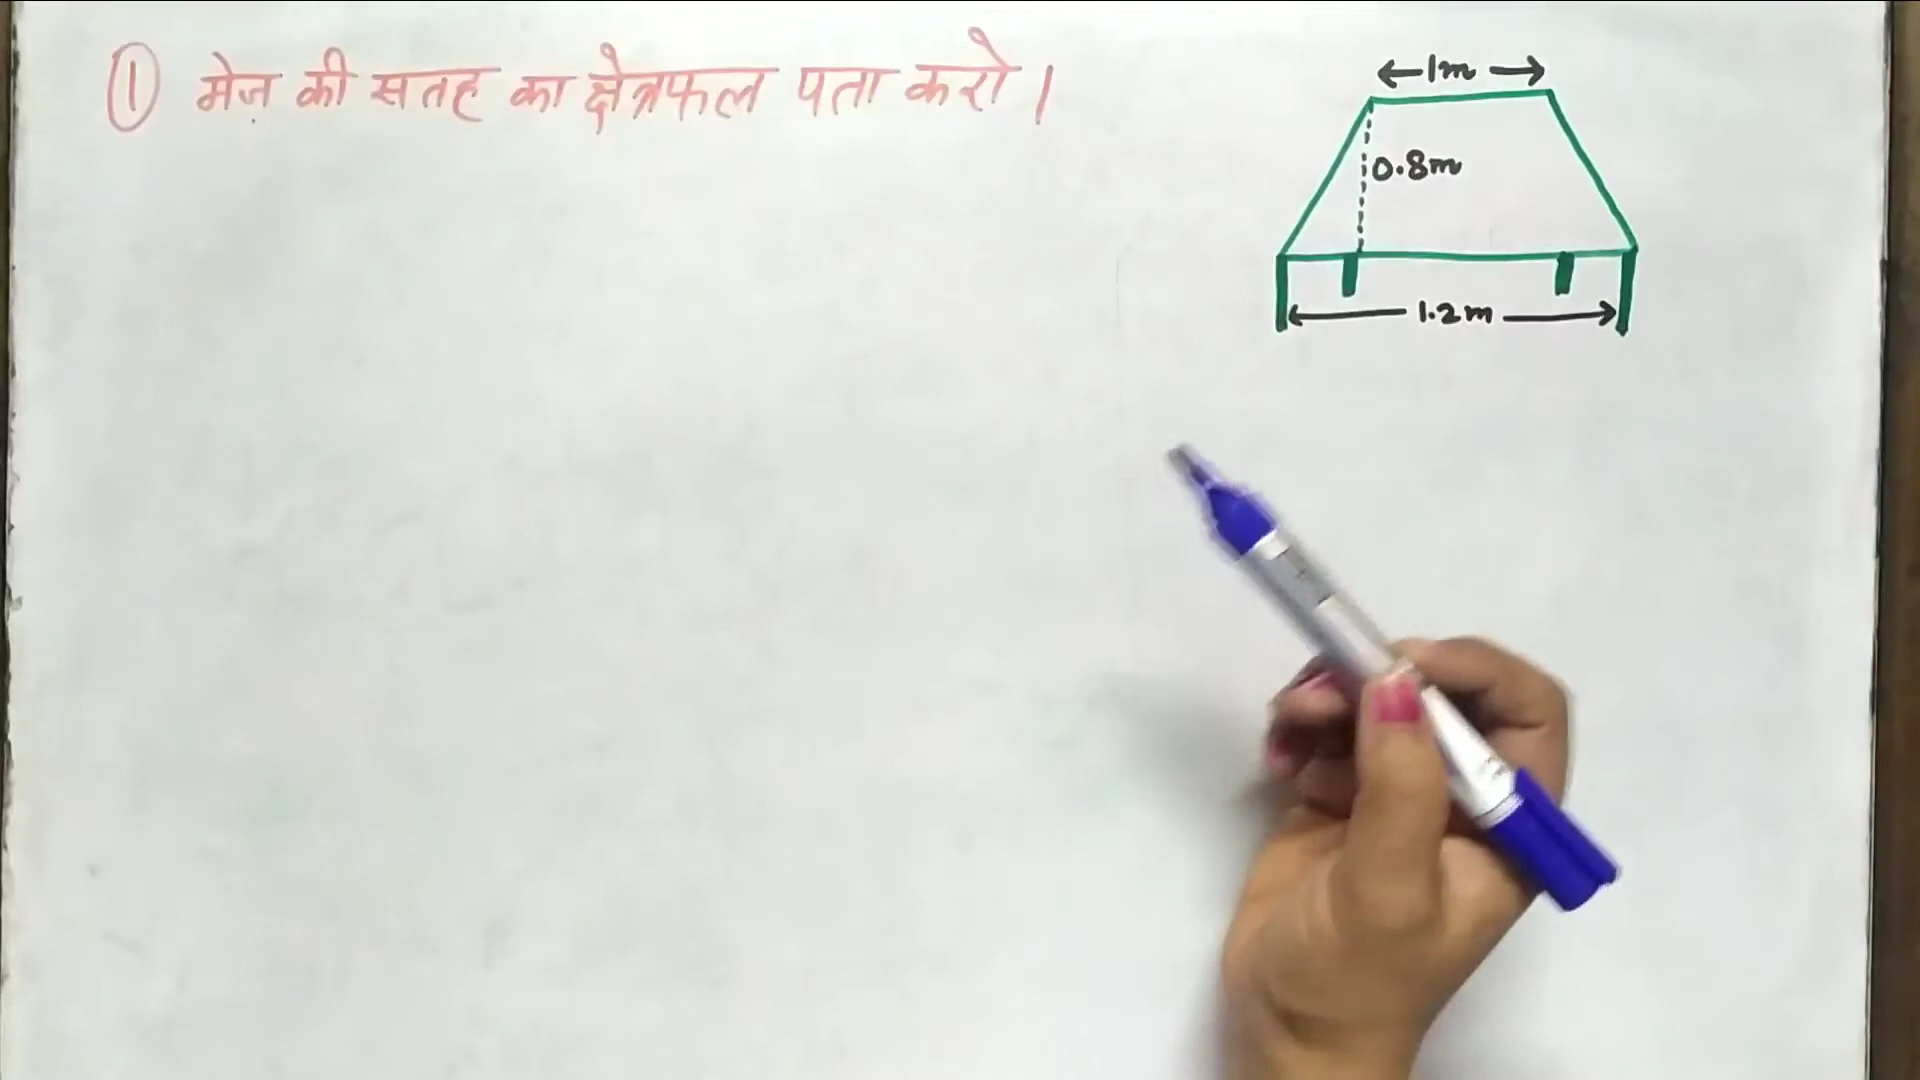 ① मेज़ की सतह का क्षेत्रफल पता करो।
1m
0.8m
1.2m